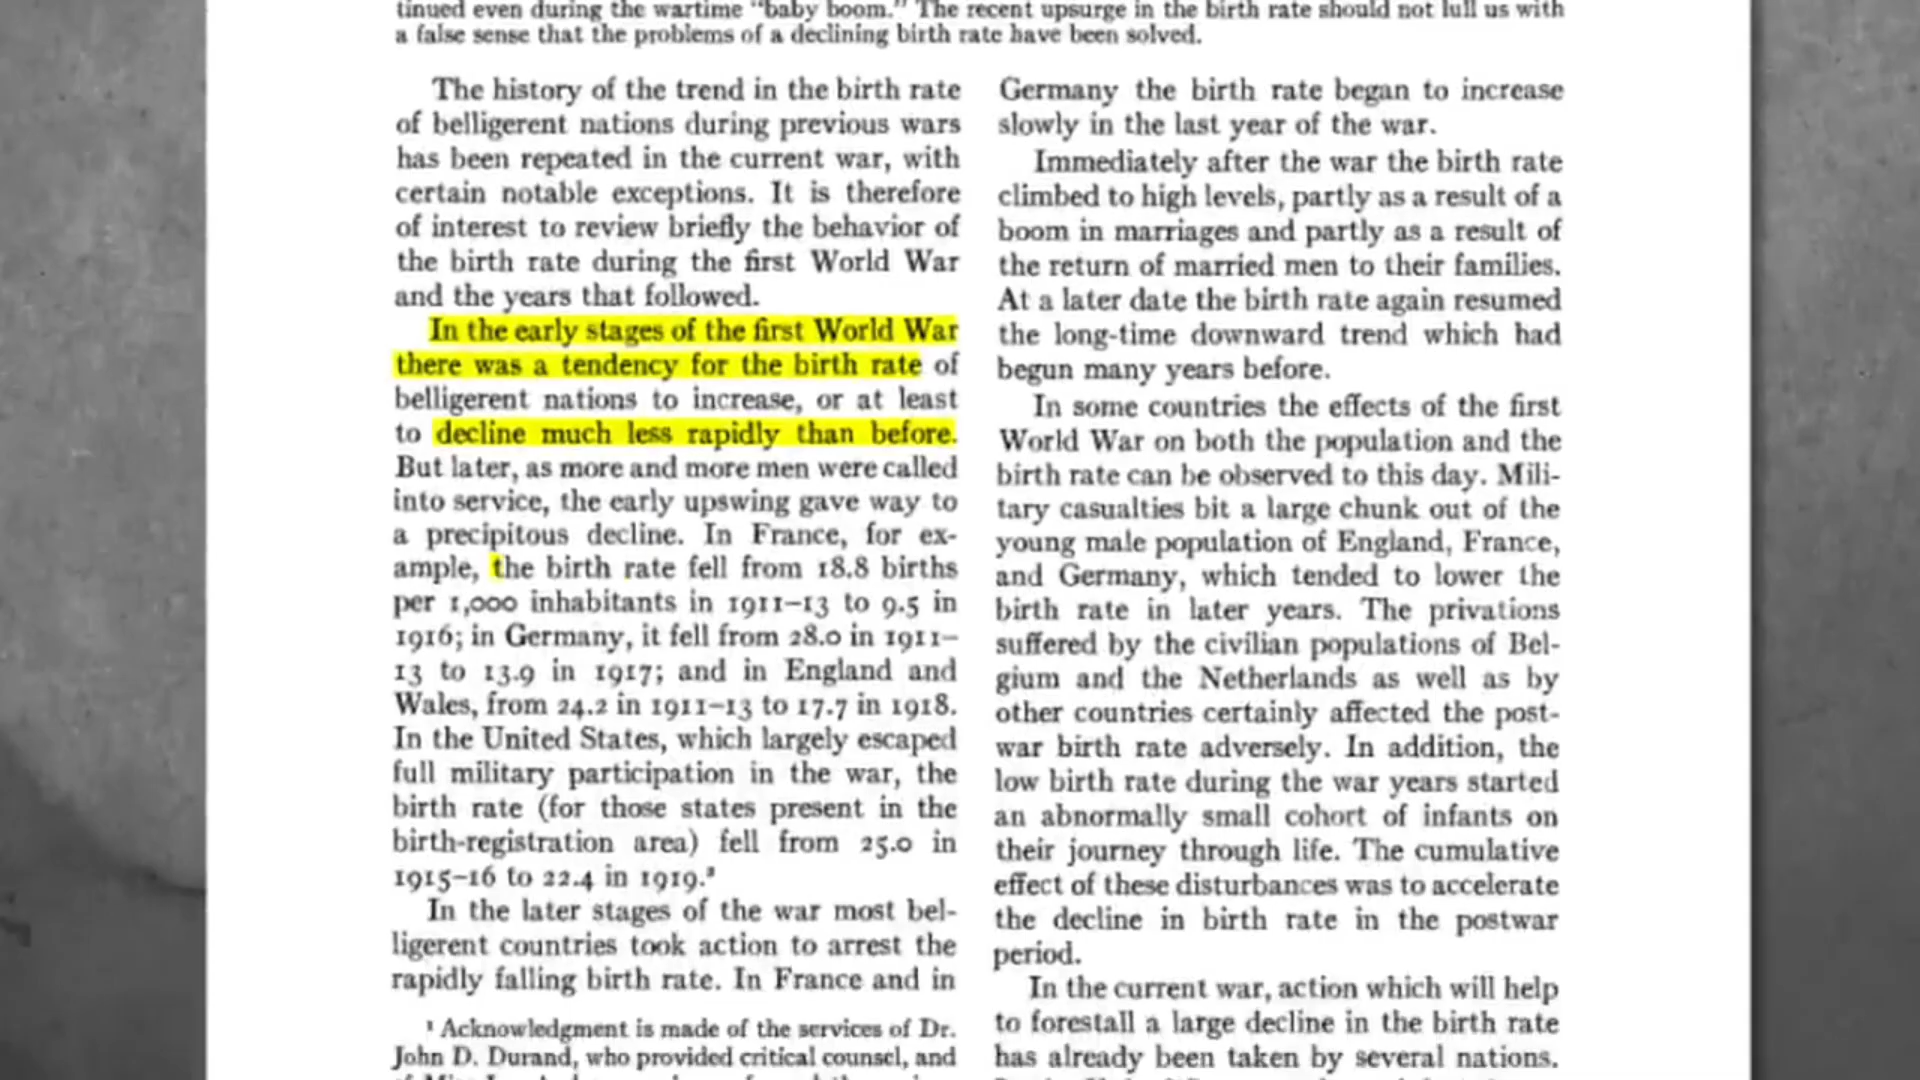 tinued even during the wartime "baby boom." The recent upsurge in the birth rate should not lull us with
a false sense that the problems of a declining birth rate have been solved.
The history of the trend in the birth rate
of belligerent nations during previous wars
has been repeated in the current war, with
certain notable exceptions. It is therefore
of interest to review briefly the behavior of
the birth rate during the first World War
and the years that followed.
In the early stages of the first World War
there was a tendency for the birth rate of
belligerent nations to increase, or at least
to decline much less rapidly than before.
But later, as more and more men were called
into service, the early upswing gave way to
a precipitous decline. In France, for ex-
ample, the birth rate fell from 18.8 births
per 1,000 inhabitants in 1911–13 to 9.5 in
1916; in Germany, it fell from 28.0 in 1911–
13 to 13.9 in 1917; and in England and
Wales, from 24.2 in 1911–13 to 17.7 in 1918.
In the United States, which largely escaped
full military participation in the war, the
birth rate (for those states present in the
birth-registration area) fell from 25.0 in
1915–16 to 22.4 in 1919.²
In the later stages of the war most bel-
ligerent countries took action to arrest the
rapidly falling birth rate. In France and in
¹ Acknowledgment is made of the services of Dr.
John D. Durand, who provided critical counsel, and
Germany the birth rate began to increase
slowly in the last year of the war.
Immediately after the war the birth rate
climbed to high levels, partly as a result of a
boom in marriages and partly as a result of
the return of married men to their families.
At a later date the birth rate again resumed
the long-time downward trend which had
begun many years before.
In some countries the effects of the first
World War on both the population and the
birth rate can be observed to this day. Mili-
tary casualties bit a large chunk out of the
young male population of England, France,
and Germany, which tended to lower the
birth rate in later years. The privations
suffered by the civilian populations of Bel-
gium and the Netherlands as well as by
other countries certainly affected the post-
war birth rate adversely. In addition, the
low birth rate during the war years started
an abnormally small cohort of infants on
their journey through life. The cumulative
effect of these disturbances was to accelerate
the decline in birth rate in the postwar
period.
In the current war, action which will help
to forestall a large decline in the birth rate
has already been taken by several nations.